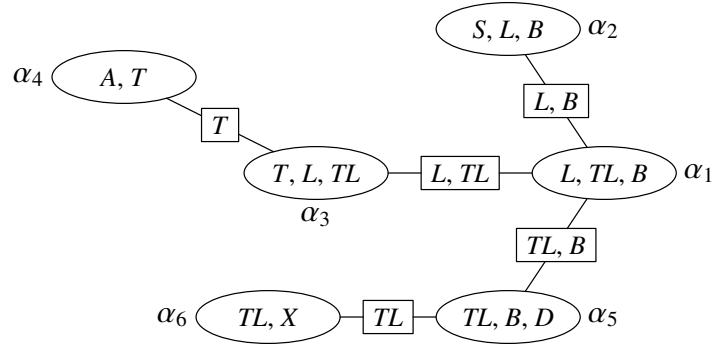 S, L, B
α₂
α₄
A, T
L, B
T
T, L, TL
L, TL
L, TL, B
α₁
α₃
TL, B
α₆
TL, X
TL
TL, B, D
α₅